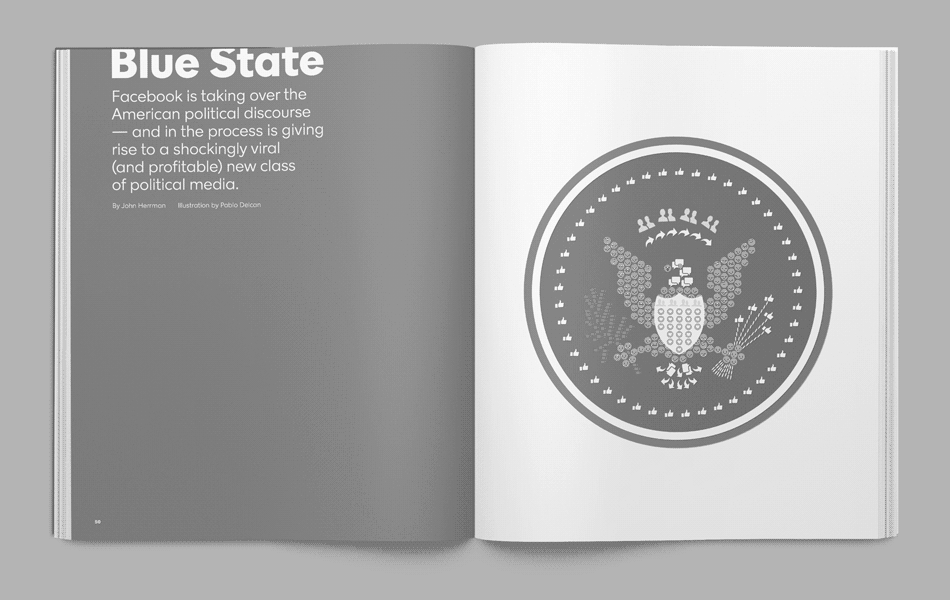 Blue State
Facebook is taking over the
American political discourse
— and in the process is giving
rise to a shockingly viral
(and profitable) new class
of political media.
By John Herrman Illustration by Pablo Delcan